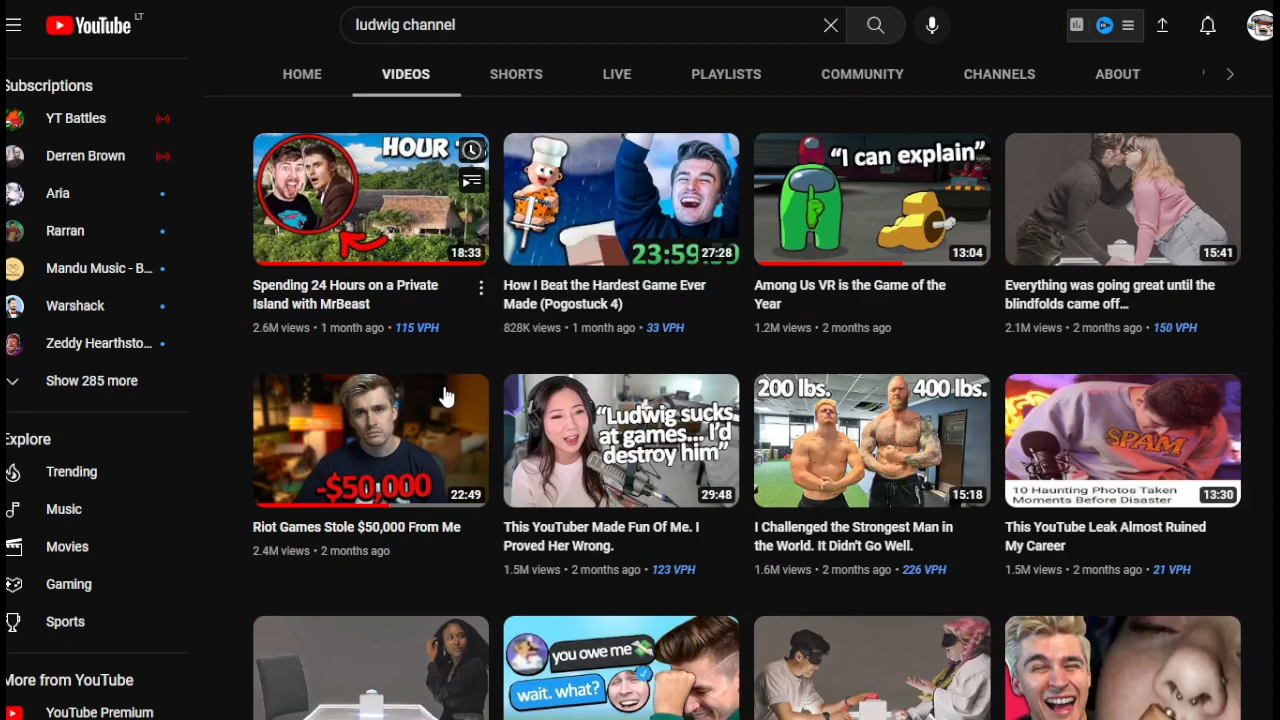 YouTube LT
ludwig channel
HOME VIDEOS SHORTS LIVE PLAYLISTS COMMUNITY CHANNELS ABOUT
Subscriptions
YT Battles
Derren Brown
Aria
Rarran
Mandu Music - B...
Warshack
Zeddy Hearthsto...
Show 285 more
Explore
Trending
Music
Movies
Gaming
Sports
More from YouTube
YouTube Premium
HOUR
18:33
Spending 24 Hours on a Private
Island with MrBeast
2.6M views • 1 month ago • 115 VPH
23:59
27:28
How I Beat the Hardest Game Ever
Made (Pogostuck 4)
828K views • 1 month ago • 33 VPH
"I can explain"
13:04
Among Us VR is the Game of the
Year
1.2M views • 2 months ago
15:41
Everything was going great until the
blindfolds came off...
2.1M views • 2 months ago • 150 VPH
-$50,000
22:49
Riot Games Stole $50,000 From Me
2.4M views • 2 months ago
"Ludwig sucks
at games... I'd
destroy him"
29:48
This YouTuber Made Fun Of Me. I
Proved Her Wrong.
1.5M views • 2 months ago • 123 VPH
200 lbs. 400 lbs.
15:18
I Challenged the Strongest Man in
the World. It Didn't Go Well.
1.6M views • 2 months ago • 226 VPH
SPAM
10 Haunting Photos Taken
Moments Before Disaster
13:30
This YouTube Leak Almost Ruined
My Career
1.5M views • 2 months ago • 21 VPH
you owe me
wait. what?